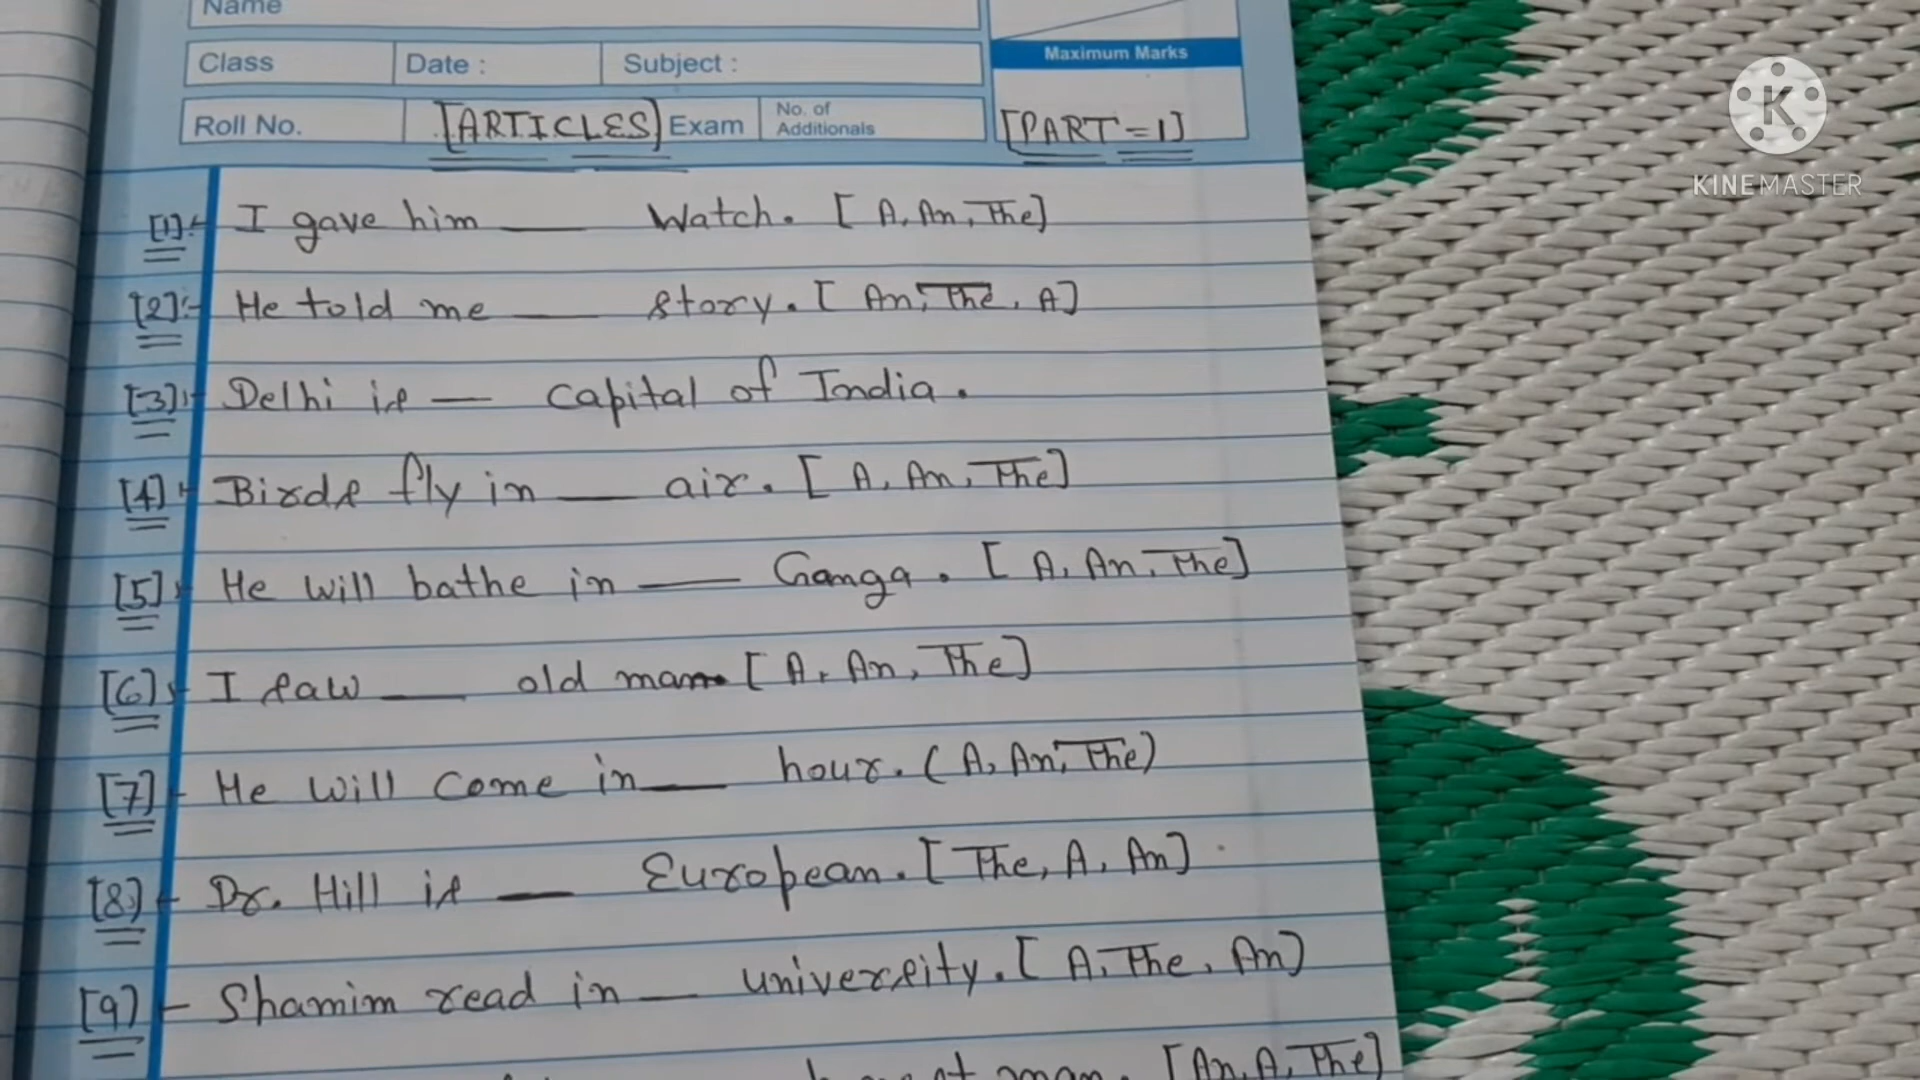 Name
Class Date : Subject : Maximum Marks
Roll No. [ARTICLES] Exam No. of Additionals [PART=1]
KINEMASTER
[1]:- I gave him ___ Watch. [A, An, The]
[2]:- He told me ___ story. [An, The, A]
[3]:- Delhi is ___ capital of India.
[4]:- Birds fly in ___ air. [A, An, The]
[5]:- He will bathe in ___ Ganga. [A, An, The]
[6]:- I saw ___ old man. [A, An, The]
[7]- He will come in ___ hour. (A, An, The)
[8]- Dr. Hill is ___ European. [The, A, An]
[9]- Shamim read in ___ university. [A, The, An)
man. [An, A, The]